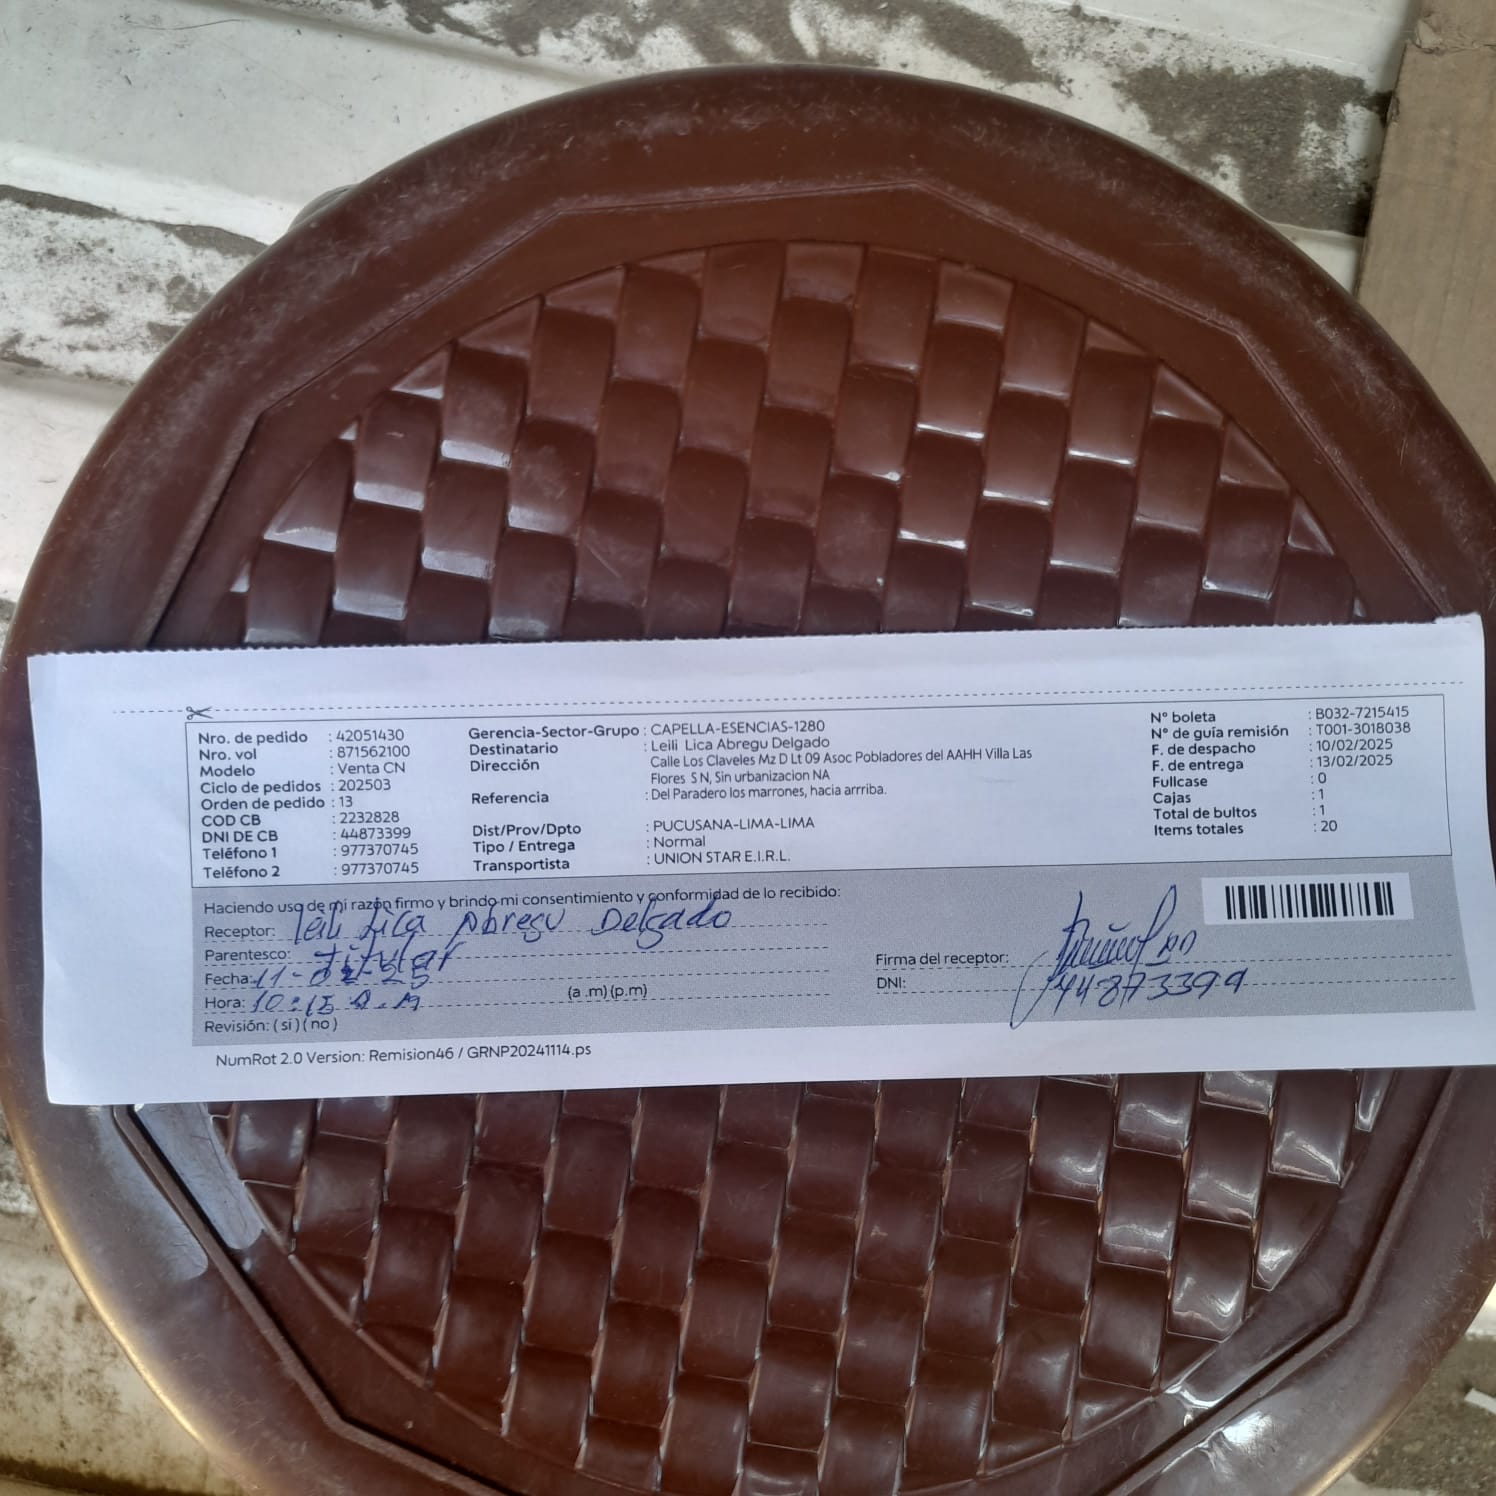 Nro. de pedido : 42051430
Nro. vol : 871562100
Modelo : Venta CN
Ciclo de pedidos : 202503
Orden de pedido : 13
COD CB : 2232828
DNI DE CB : 44873399
Teléfono 1 : 977370745
Teléfono 2 : 977370745
Gerencia-Sector-Grupo : CAPELLA-ESENCIAS-1280
Destinatario : Leili Lica Abregu Delgado
Dirección : Calle Los Claveles Mz D Lt 09 Asoc Pobladores del AAHH Villa Las
Flores S N, Sin urbanizacion NA
Referencia : Del Paradero los marrones, hacia arrriba.
Dist/Prov/Dpto : PUCUSANA-LIMA-LIMA
Tipo / Entrega : Normal
Transportista : UNION STAR E.I.R.L.
N° boleta : B032-7215415
N° de guía remisión : T001-3018038
F. de despacho : 10/02/2025
F. de entrega : 13/02/2025
Fullcase : 0
Cajas : 1
Total de bultos : 1
Items totales : 20
Haciendo uso de mi razón firmo y brindo mi consentimiento y conformidad de lo recibido:
Receptor: Leili Lica Abregu Delgado
Parentesco: titular
Fecha: 11-02-25
Hora: 10:15 A.M (a .m) (p.m)
Revisión: ( si ) ( no )
Firma del receptor:
DNI: 44873399
NumRot 2.0 Version: Remision46 / GRNP20241114.ps